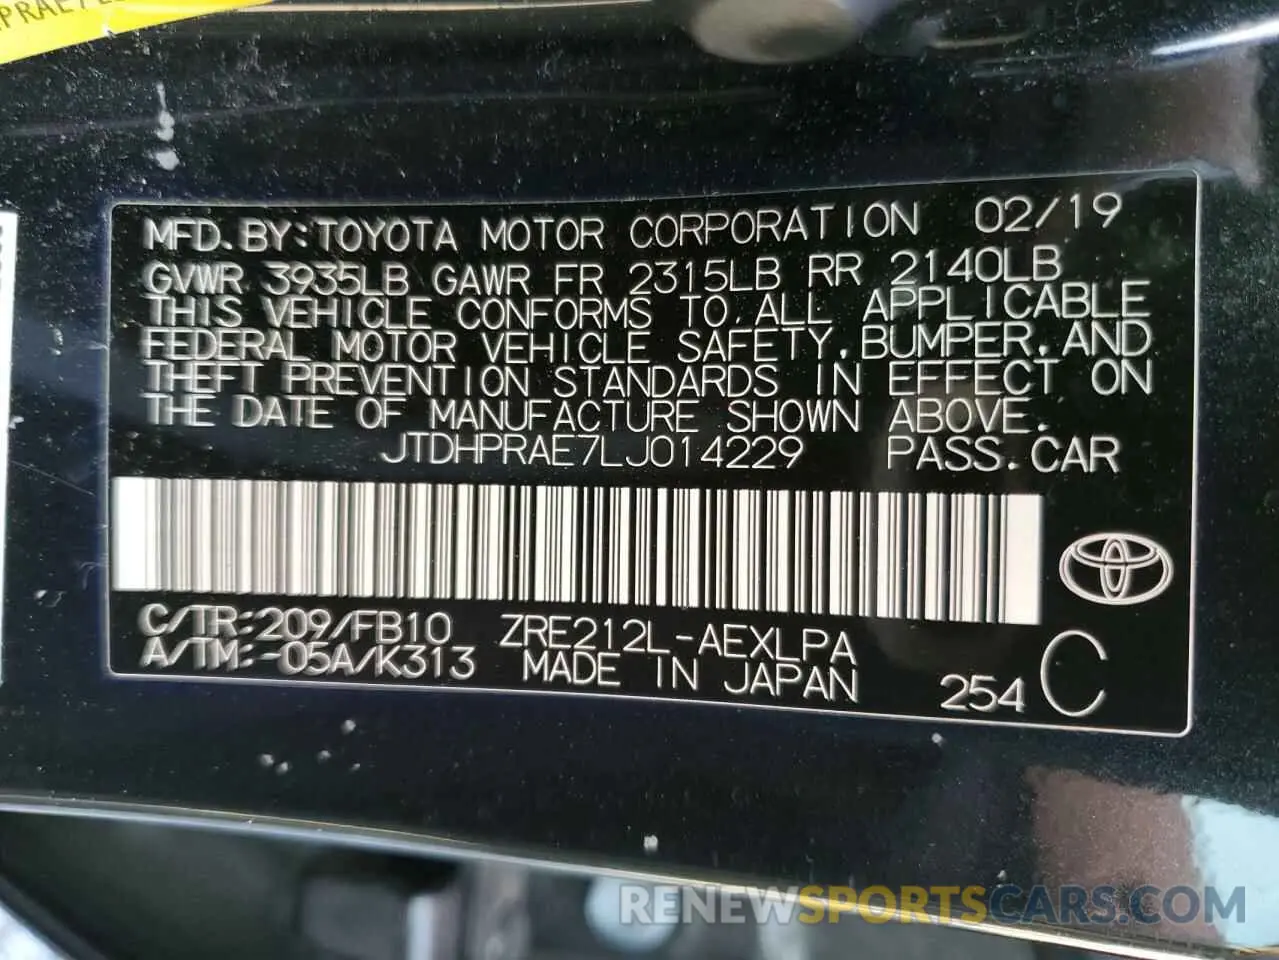 MFD.BY:TOYOTA MOTOR CORPORATION 02/19
GVWR 3935LB GAWR FR 2315LB RR 2140LB
THIS VEHICLE CONFORMS TO ALL APPLICABLE
FEDERAL MOTOR VEHICLE SAFETY, BUMPER, AND
THEFT PREVENTION STANDARDS IN EFFECT ON
THE DATE OF MANUFACTURE SHOWN ABOVE.
JTDHPRAE7LJ014229 PASS.CAR
C/TR:209/FB10 ZRE212L-AEXLPA
A/TM:-05A/K313 MADE IN JAPAN 254 C
RENEWSPORTSCARS.COM